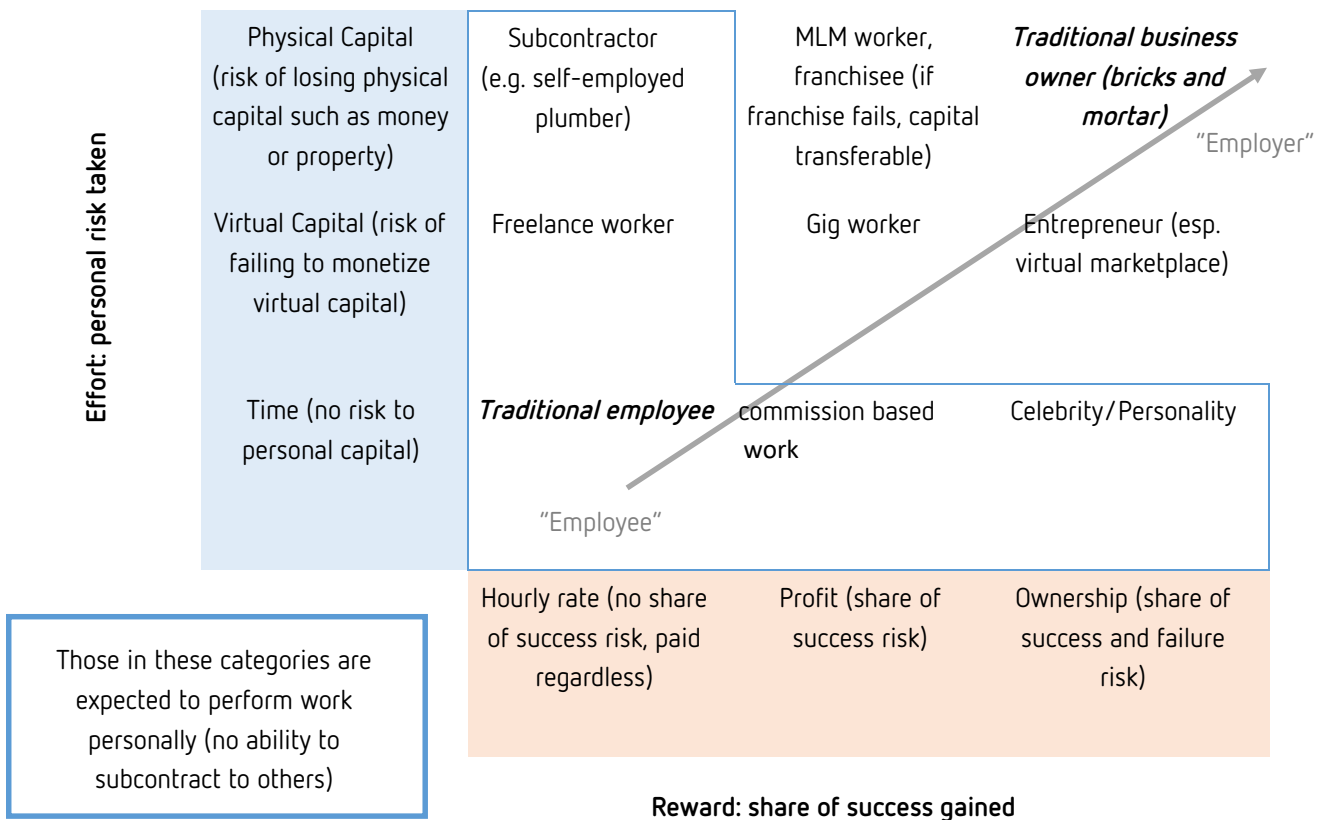 Effort: personal risk taken
Physical Capital
(risk of losing physical
capital such as money
or property)
Subcontractor
(e.g. self-employed
plumber)
MLM worker,
franchisee (if
franchise fails, capital
transferable)
Traditional business
owner (bricks and
mortar)
"Employer"
Virtual Capital (risk of
failing to monetize
virtual capital)
Freelance worker
Gig worker
Entrepreneur (esp.
virtual marketplace)
Time (no risk to
personal capital)
Traditional employee
commission based
work
Celebrity/Personality
"Employee"
Hourly rate (no share
of success risk, paid
regardless)
Profit (share of
success risk)
Ownership (share of
success and failure
risk)
Those in these categories are
expected to perform work
personally (no ability to
subcontract to others)
Reward: share of success gained